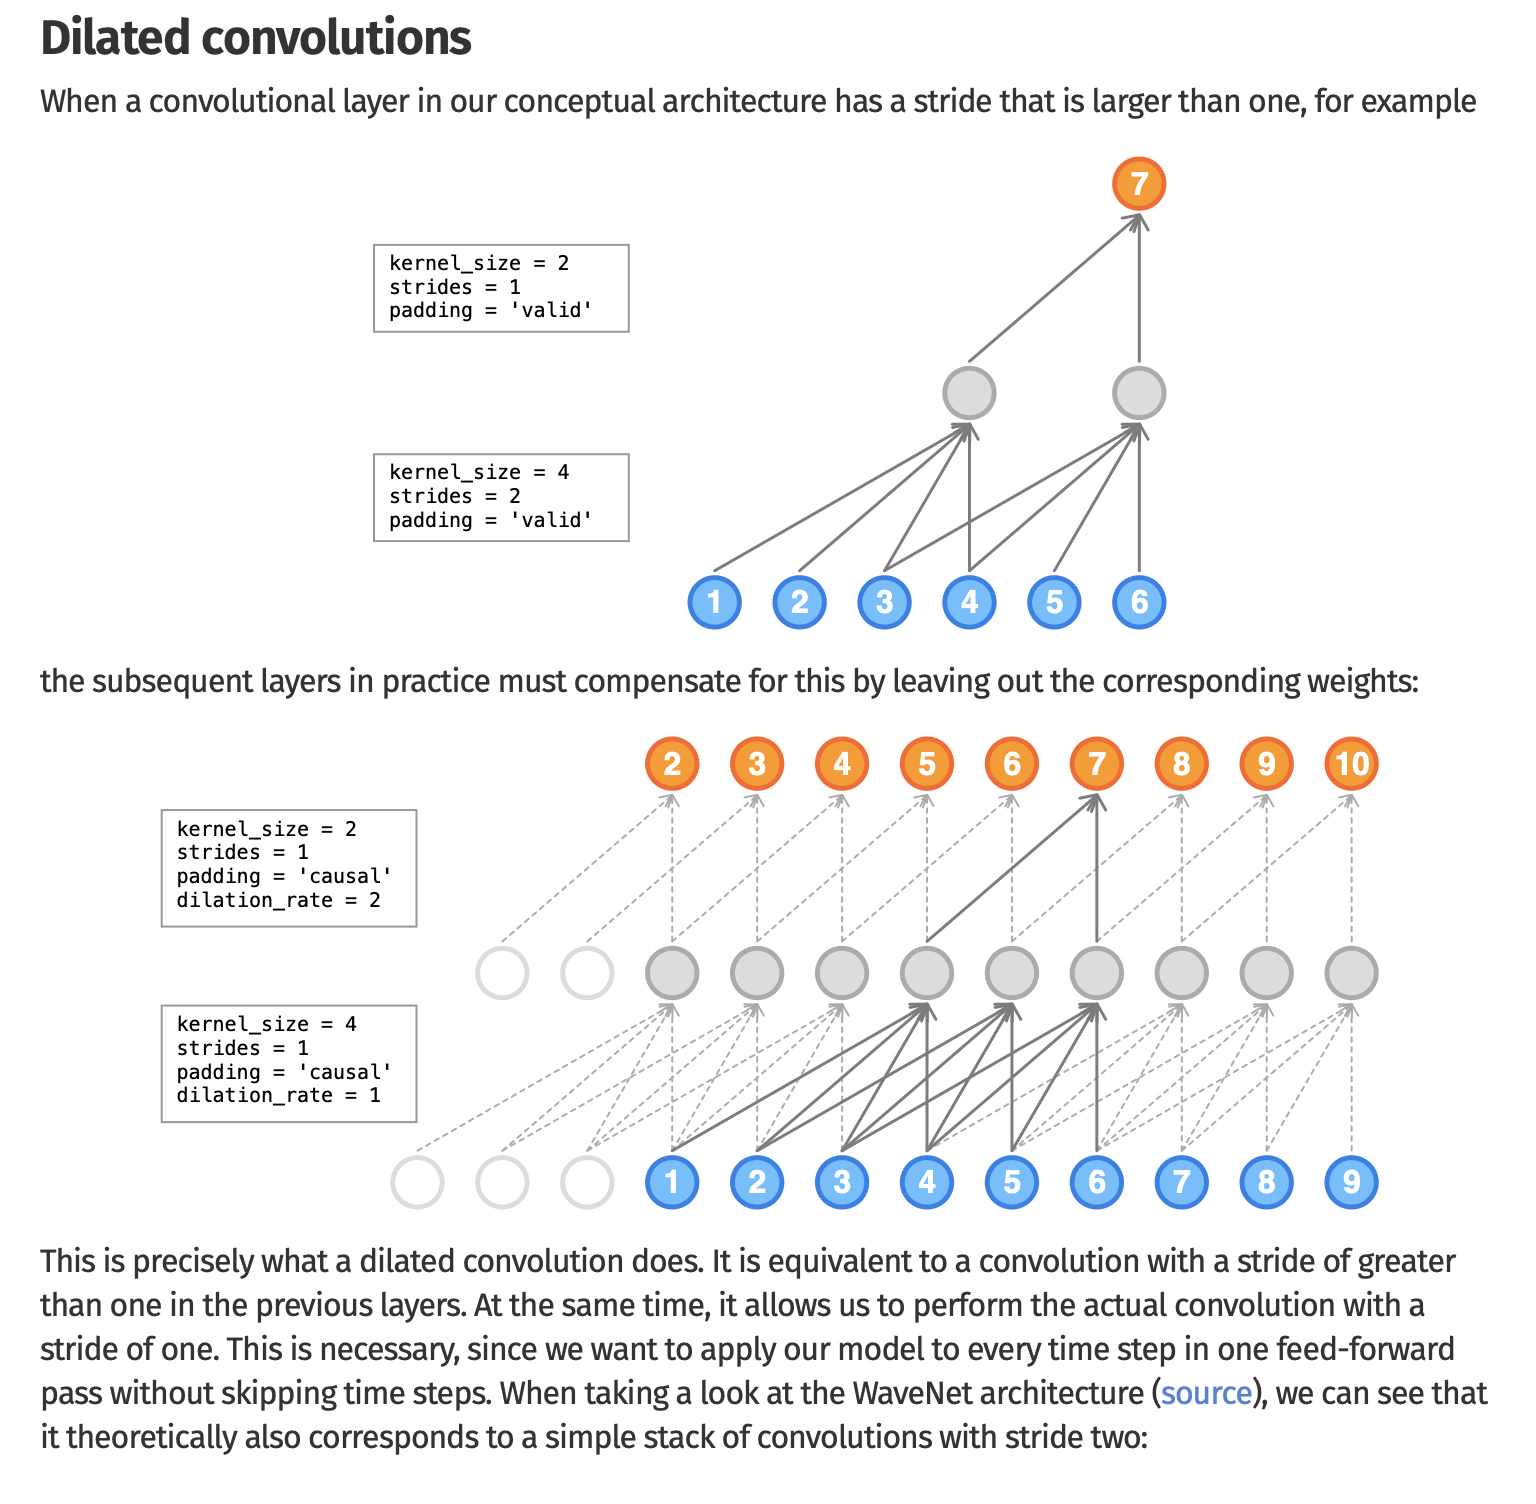 Dilated convolutions
When a convolutional layer in our conceptual architecture has a stride that is larger than one, for example
7
kernel_size = 2
strides = 1
padding = 'valid'
kernel_size = 4
strides = 2
padding = 'valid'
1 2 3 4 5 6
the subsequent layers in practice must compensate for this by leaving out the corresponding weights:
2 3 4 5 6 7 8 9 10
kernel_size = 2
strides = 1
padding = 'causal'
dilation_rate = 2
kernel_size = 4
strides = 1
padding = 'causal'
dilation_rate = 1
1 2 3 4 5 6 7 8 9
This is precisely what a dilated convolution does. It is equivalent to a convolution with a stride of greater
than one in the previous layers. At the same time, it allows us to perform the actual convolution with a
stride of one. This is necessary, since we want to apply our model to every time step in one feed-forward
pass without skipping time steps. When taking a look at the WaveNet architecture (source), we can see that
it theoretically also corresponds to a simple stack of convolutions with stride two: